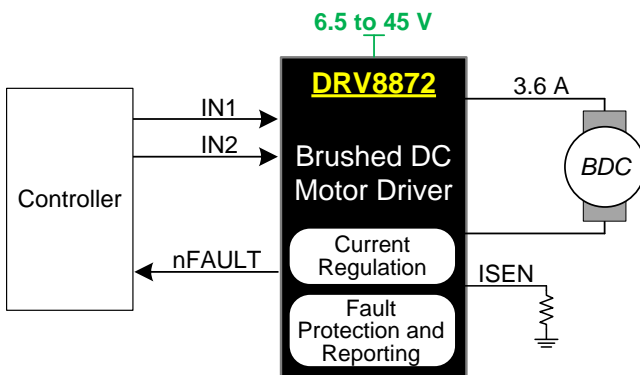 6.5 to 45 V
DRV8872
3.6 A
IN1
IN2
Brushed DC
Motor Driver
BDC
Controller
nFAULT
Current
Regulation
ISEN
Fault
Protection and
Reporting